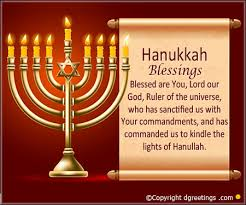 Hanukkah
Blessings
Blessed are You, Lord our
God, Ruler of the universe,
who has sanctified us with
Your commandments, and has
commanded us to kindle the
lights of Hanullah.
©Copyright dgreetings .com